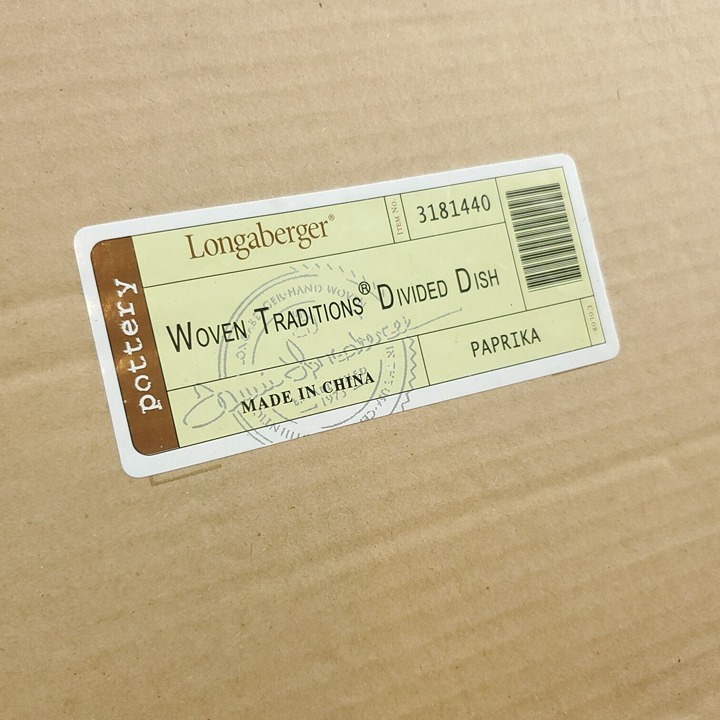 pottery
Longaberger®
ITEM NO.
3181440
WOVEN TRADITIONS® DIVIDED DISH
MADE IN CHINA
PAPRIKA
COLOR